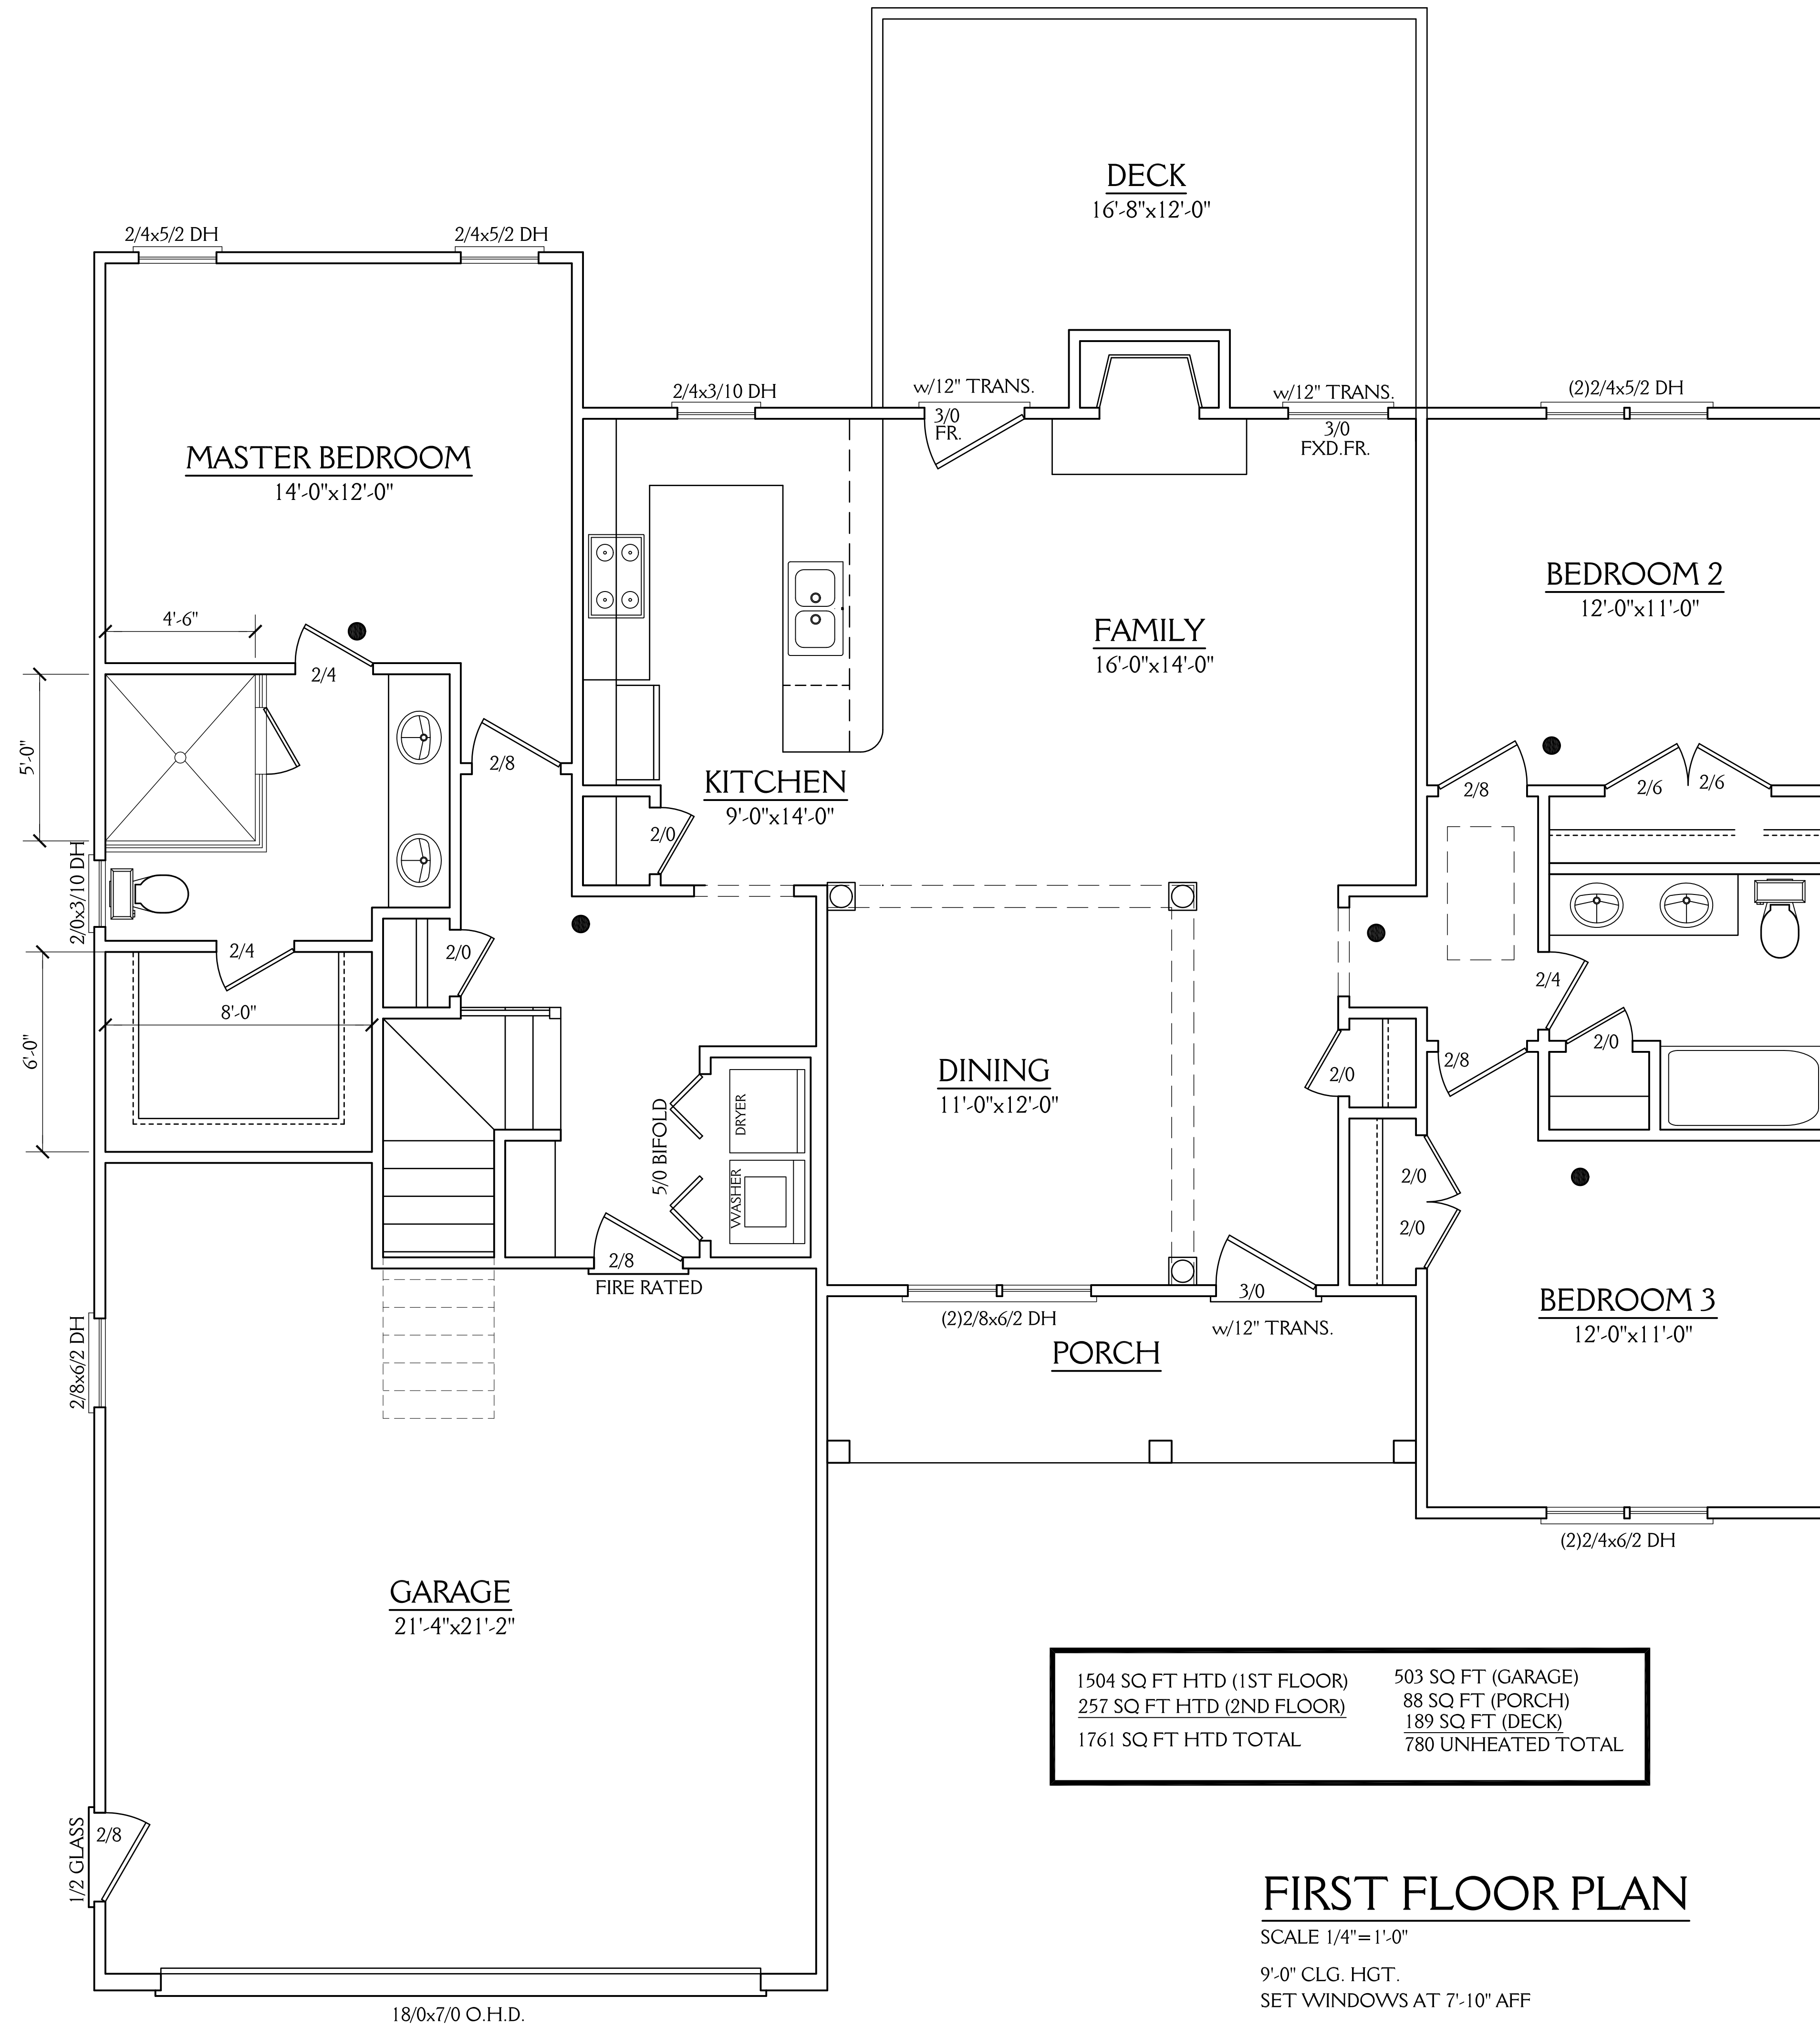 DECK
16'-8"x12'-0"
2/4x5/2 DH
2/4x5/2 DH
2/4x3/10 DH
w/12" TRANS.
3/0
FR.
w/12" TRANS.
3/0
FXD.FR.
(2)2/4x5/2 DH
MASTER BEDROOM
14'-0"x12'-0"
BEDROOM 2
12'-0"x11'-0"
FAMILY
16'-0"x14'-0"
4'-6"
2/4
5'-0"
2/8
KITCHEN
9'-0"x14'-0"
2/0
2/8
2/6
2/6
2/0x3/10 DH
2/4
2/0
2/4
8'-0"
6'-0"
2/0
2/8
2/0
DINING
11'-0"x12'-0"
5/0 BIFOLD
DRYER
WASHER
2/0
2/0
2/8
FIRE RATED
3/0
w/12" TRANS.
(2)2/8x6/2 DH
BEDROOM 3
12'-0"x11'-0"
2/8x6/2 DH
PORCH
(2)2/4x6/2 DH
GARAGE
21'-4"x21'-2"
1504 SQ FT HTD (1ST FLOOR)
257 SQ FT HTD (2ND FLOOR)
1761 SQ FT HTD TOTAL
503 SQ FT (GARAGE)
88 SQ FT (PORCH)
189 SQ FT (DECK)
780 UNHEATED TOTAL
2/8
1/2 GLASS
18/0x7/0 O.H.D.
FIRST FLOOR PLAN
SCALE 1/4"=1'-0"
9'-0" CLG. HGT.
SET WINDOWS AT 7'-10" AFF